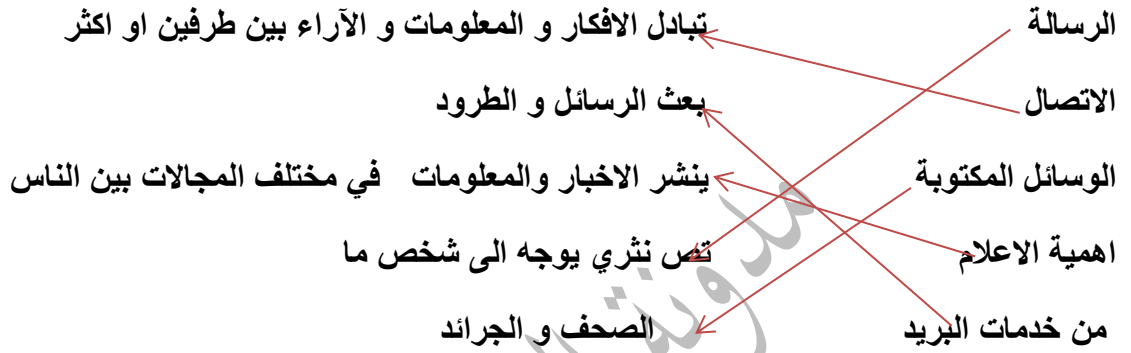 الرسالة تبادل الافكار و المعلومات و الآراء بين طرفين او اكثر
الاتصال بعث الرسائل و الطرود
الوسائل المكتوبة ينشر الاخبار والمعلومات في مختلف المجالات بين الناس
اهمية الاعلام نص نثري يوجه الى شخص ما
من خدمات البريد الصحف و الجرائد
مدونة